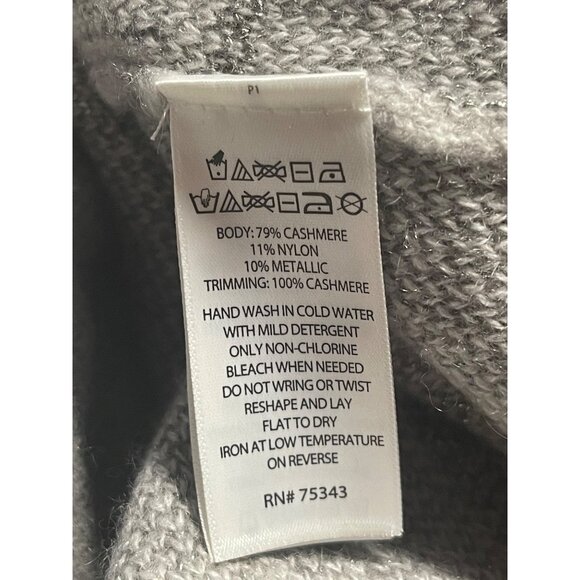 PI
BODY: 79% CASHMERE
11% NYLON
10% METALLIC
TRIMMING: 100% CASHMERE
HAND WASH IN COLD WATER
WITH MILD DETERGENT
ONLY NON-CHLORINE
BLEACH WHEN NEEDED
DO NOT WRING OR TWIST
RESHAPE AND LAY
FLAT TO DRY
IRON AT LOW TEMPERATURE
ON REVERSE
RN# 75343